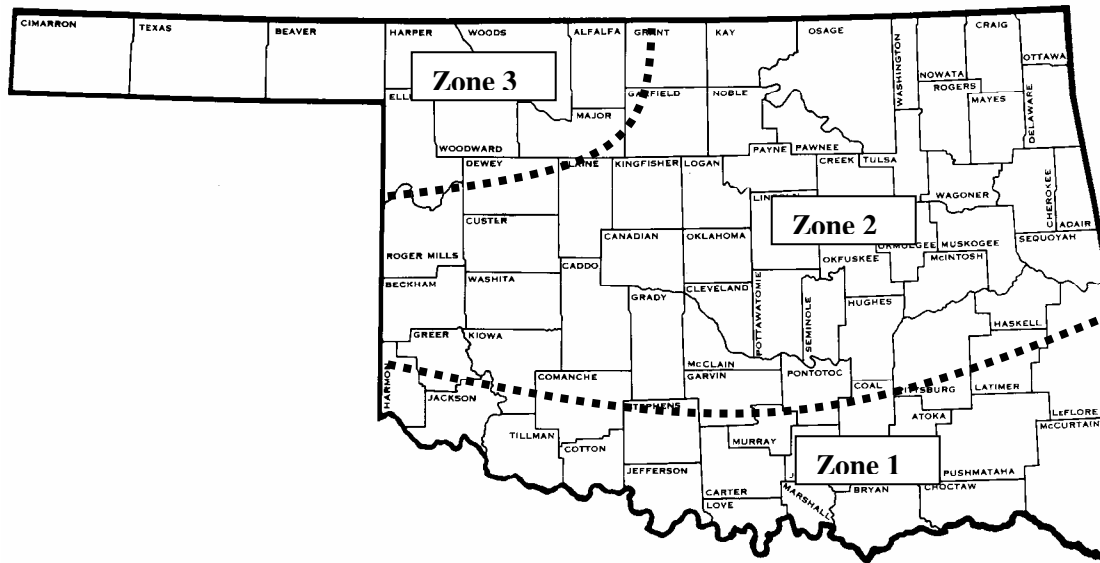 CIMARRON
TEXAS
BEAVER
HARPER
WOODS
ALFALFA
GRANT
KAY
OSAGE
WASHINGTON
NOWATA
CRAIG
OTTAWA
Zone 3
ROGERS
MAYES
DELAWARE
MAJOR
GARFIELD
NOBLE
WOODWARD
DEWEY
KINGFISHER
LOGAN
PAYNE
PAWNEE
CREEK
TULSA
WAGONER
CHEROKEE
ADAIR
CUSTER
Zone 2
ROGER MILLS
CANADIAN
OKLAHOMA
OKMULGEE
MUSKOGEE
SEQUOYAH
OKFUSKEE
McINTOSH
BECKHAM
WASHITA
CADDO
GRADY
CLEVELAND
POTTAWATOMIE
SEMINOLE
HUGHES
HASKELL
GREER
KIOWA
HARMON
JACKSON
COMANCHE
McCLAIN
GARVIN
PONTOTOC
COAL
PITTSBURG
LATIMER
STEPHENS
ATOKA
LeFLORE
McCURTAIN
TILLMAN
COTTON
MURRAY
Zone 1
JEFFERSON
PUSHMATAHA
CARTER
LOVE
MARSHALL
BRYAN
CHOCTAW